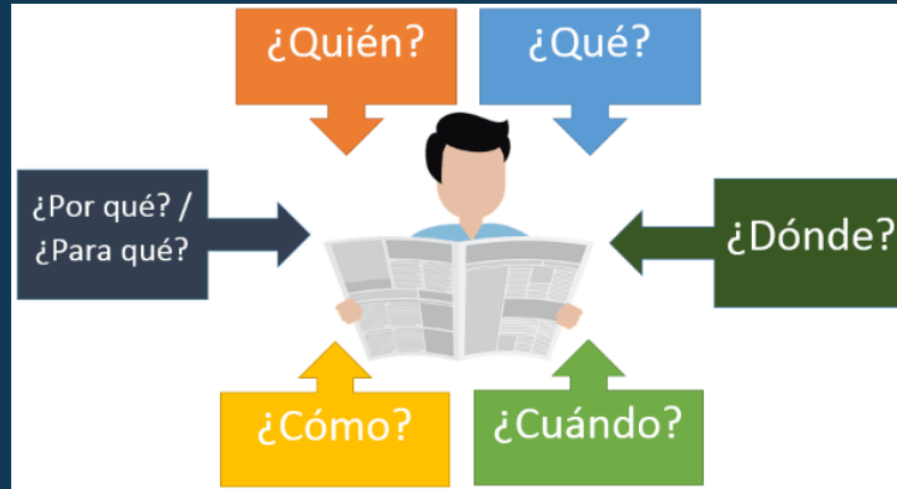 ¿Quién?
¿Qué?
¿Por qué? /
¿Para qué?
¿Dónde?
¿Cómo?
¿Cuándo?